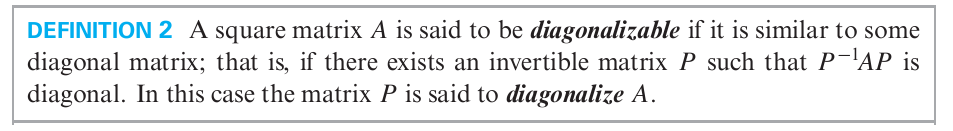 DEFINITION 2 A square matrix A is said to be diagonalizable if it is similar to some
diagonal matrix; that is, if there exists an invertible matrix P such that P⁻¹AP is
diagonal. In this case the matrix P is said to diagonalize A.